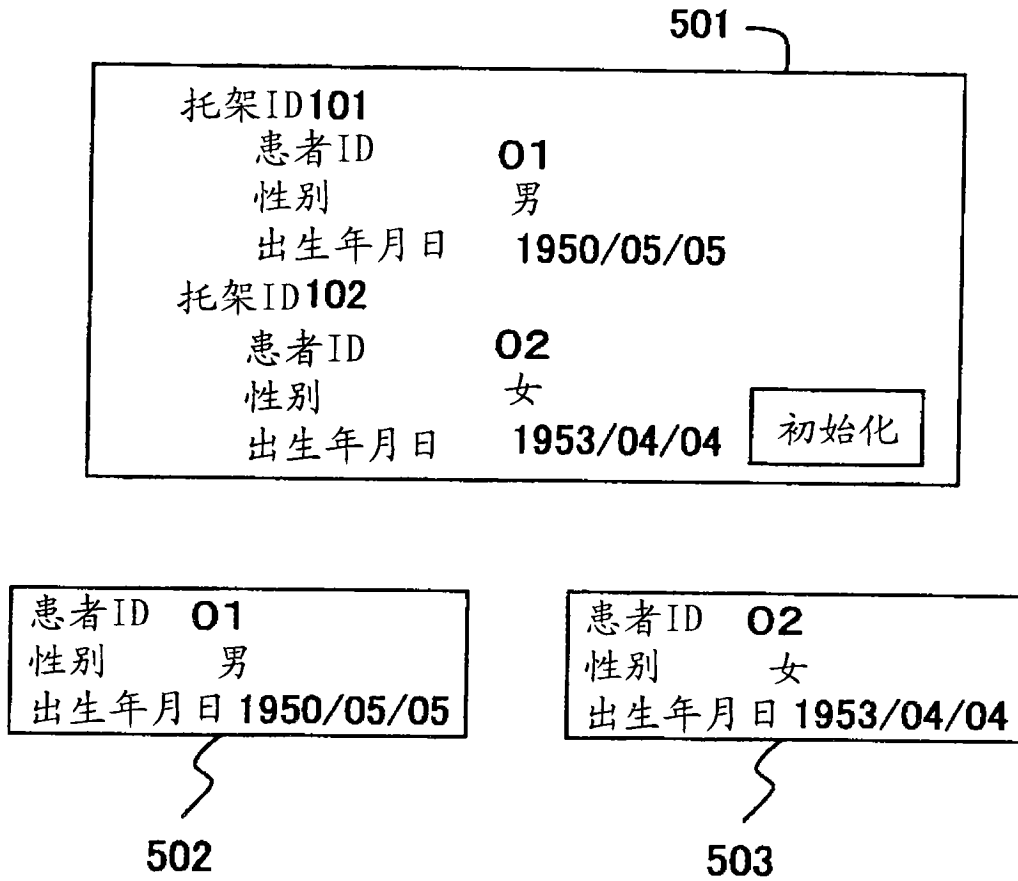 501
托架ID101
患者ID 01
性别 男
出生年月日 1950/05/05
托架ID102
患者ID 02
性别 女
出生年月日 1953/04/04
初始化
患者ID 01
性别 男
出生年月日 1950/05/05
患者ID 02
性别 女
出生年月日 1953/04/04
502
503